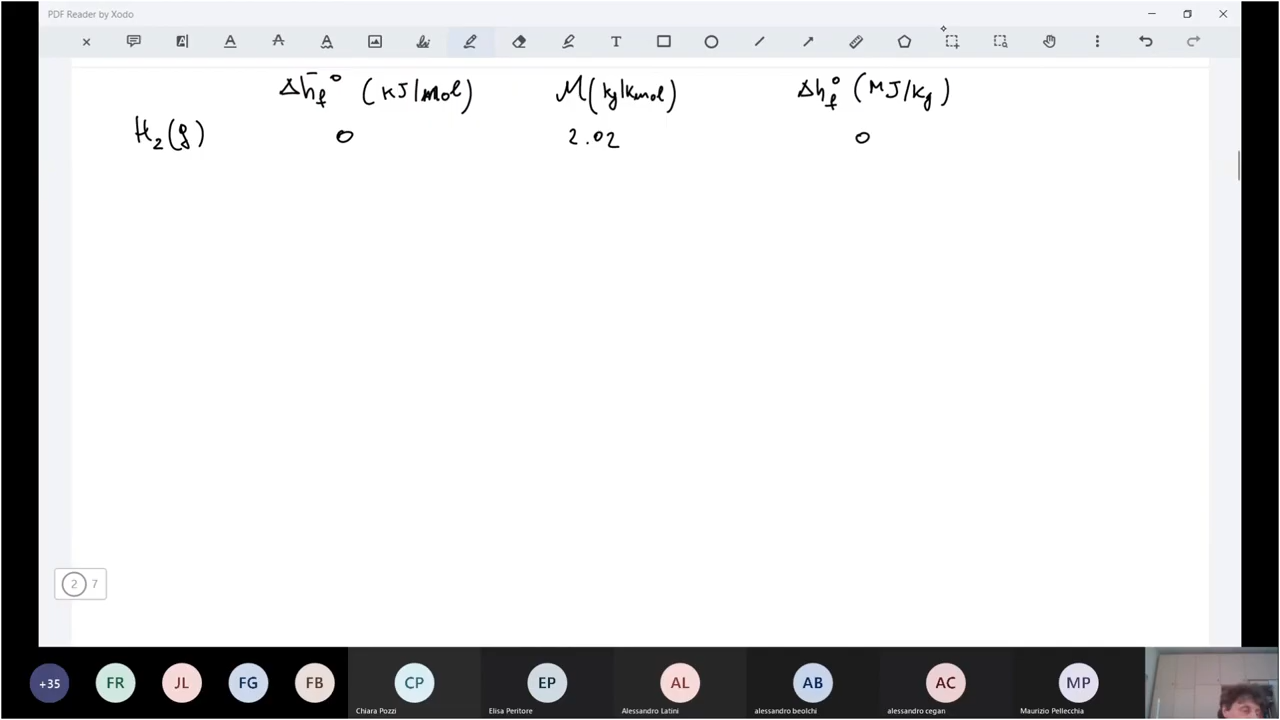 PDF Reader by Xodo
Δh̄f° (KJ/mol) M(kg/kmol) Δhf° (MJ/kg)
H₂(g) 0 2.02 0
2 7
+35 FR JL FG FB CP EP AL AB AC MP
Chiara Pozzi Elisa Peritore Alessandro Latini alessandro beolchi alessandro cegan Maurizio Pellecchia